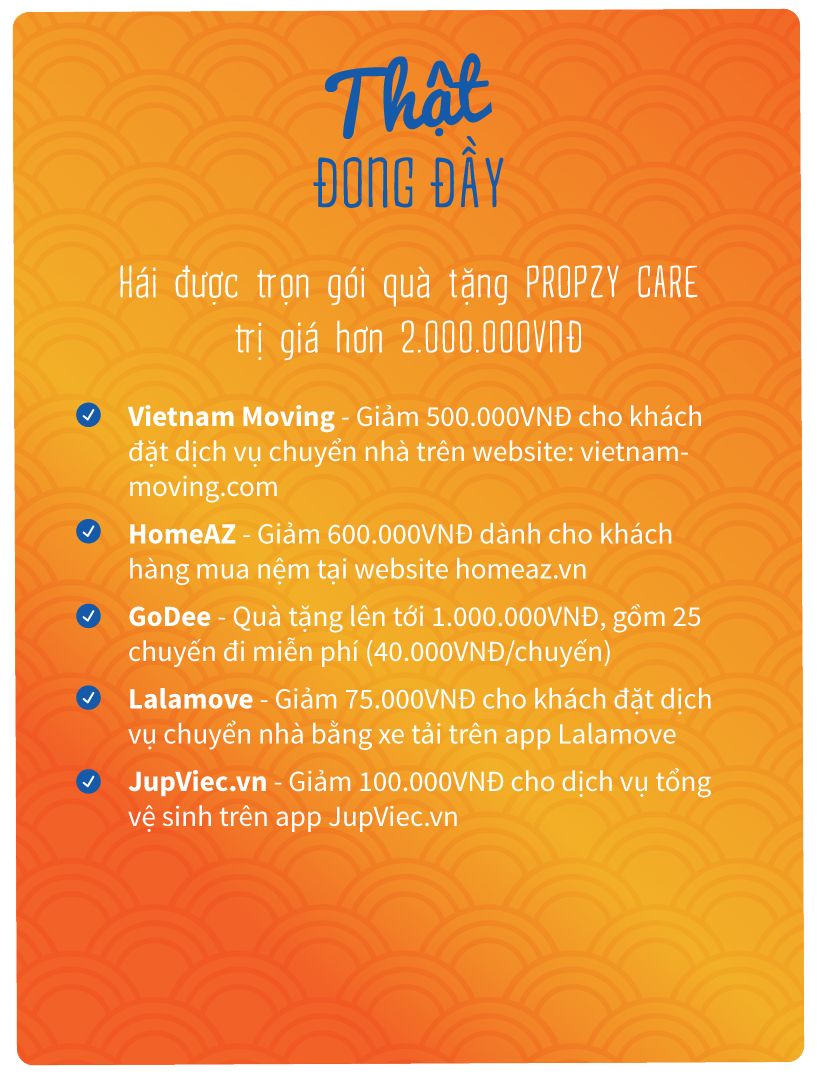 Thật
ĐONG ĐẦY
Hái được trọn gói quà tặng PROPZY CARE
trị giá hơn 2.000.000VNĐ
Vietnam Moving - Giảm 500.000VNĐ cho khách
đặt dịch vụ chuyển nhà trên website: vietnam-
moving.com
HomeAZ - Giảm 600.000VNĐ dành cho khách
hàng mua nệm tại website homeaz.vn
GoDee - Quà tặng lên tới 1.000.000VNĐ, gồm 25
chuyến đi miễn phí (40.000VNĐ/chuyến)
Lalamove - Giảm 75.000VNĐ cho khách đặt dịch
vụ chuyển nhà bằng xe tải trên app Lalamove
JupViec.vn - Giảm 100.000VNĐ cho dịch vụ tổng
vệ sinh trên app JupViec.vn